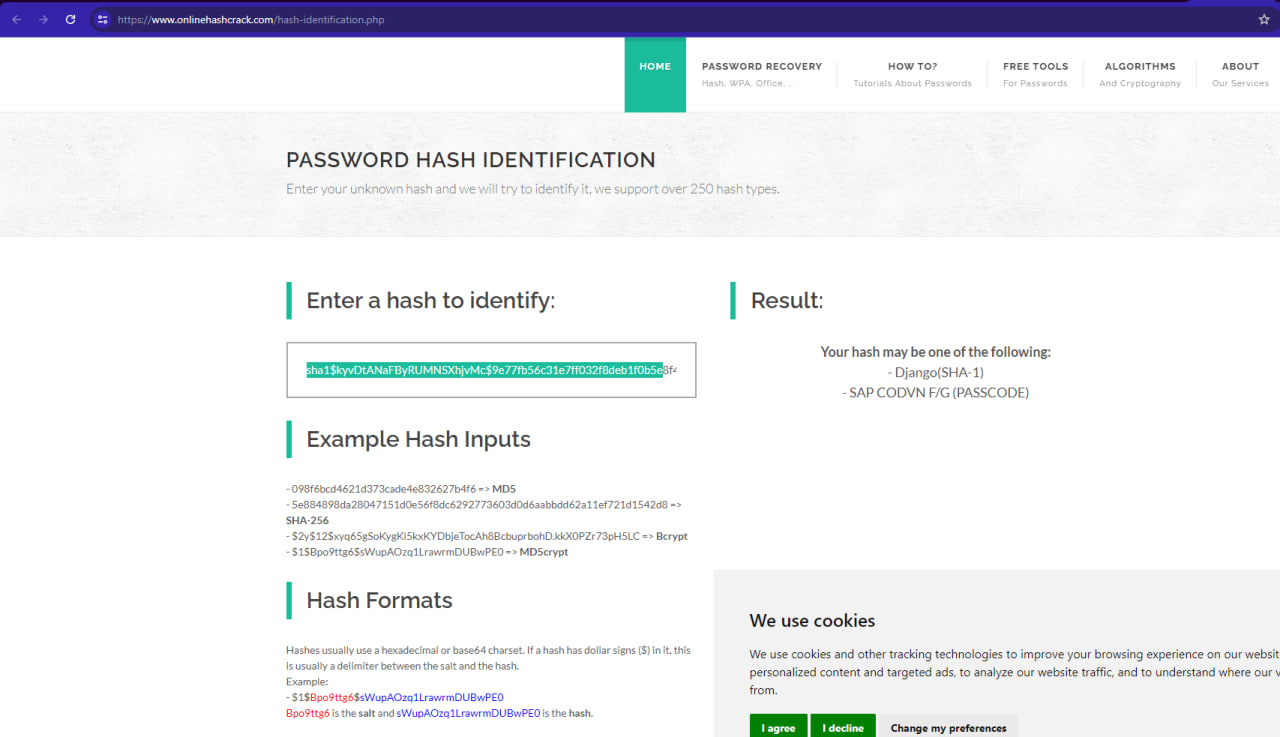 https://www.onlinehashcrack.com/hash-identification.php
HOME
PASSWORD RECOVERY
Hash, WPA, Office, ...
HOW TO?
Tutorials About Passwords
FREE TOOLS
For Passwords
ALGORITHMS
And Cryptography
ABOUT
Our Services
PASSWORD HASH IDENTIFICATION
Enter your unknown hash and we will try to identify it, we support over 250 hash types.
Enter a hash to identify:
sha1$kyvDtANaFByRUMNSXhjvMc$9e77fb56c31e7ff032f8deb1f0b5e8f4
Example Hash Inputs
- 098f6bcd4621d373cade4e832627b4f6 => MD5
- 5e884898da28047151d0e56f8dc6292773603d0d6aabbdd62a11ef721d1542d8 =>
SHA-256
- $2y$12$xyq65gSoKygKl5kxKYDbjeTocAh8BcbuprbohD.kkX0PZr73pH5LC => Bcrypt
- $1$Bpo9ttg6$sWupAOzq1LrawrmDUBwPE0 => MD5crypt
Hash Formats
Hashes usually use a hexadecimal or base64 charset. If a hash has dollar signs ($) in it, this
is usually a delimiter between the salt and the hash.
Example:
- $1$Bpo9ttg6$sWupAOzq1LrawrmDUBwPE0
Bpo9ttg6 is the salt and sWupAOzq1LrawrmDUBwPE0 is the hash.
Result:
Your hash may be one of the following:
- Django(SHA-1)
- SAP CODVN F/G (PASSCODE)
We use cookies
We use cookies and other tracking technologies to improve your browsing experience on our websit
personalized content and targeted ads, to analyze our website traffic, and to understand where our v
from.
I agree
I decline
Change my preferences